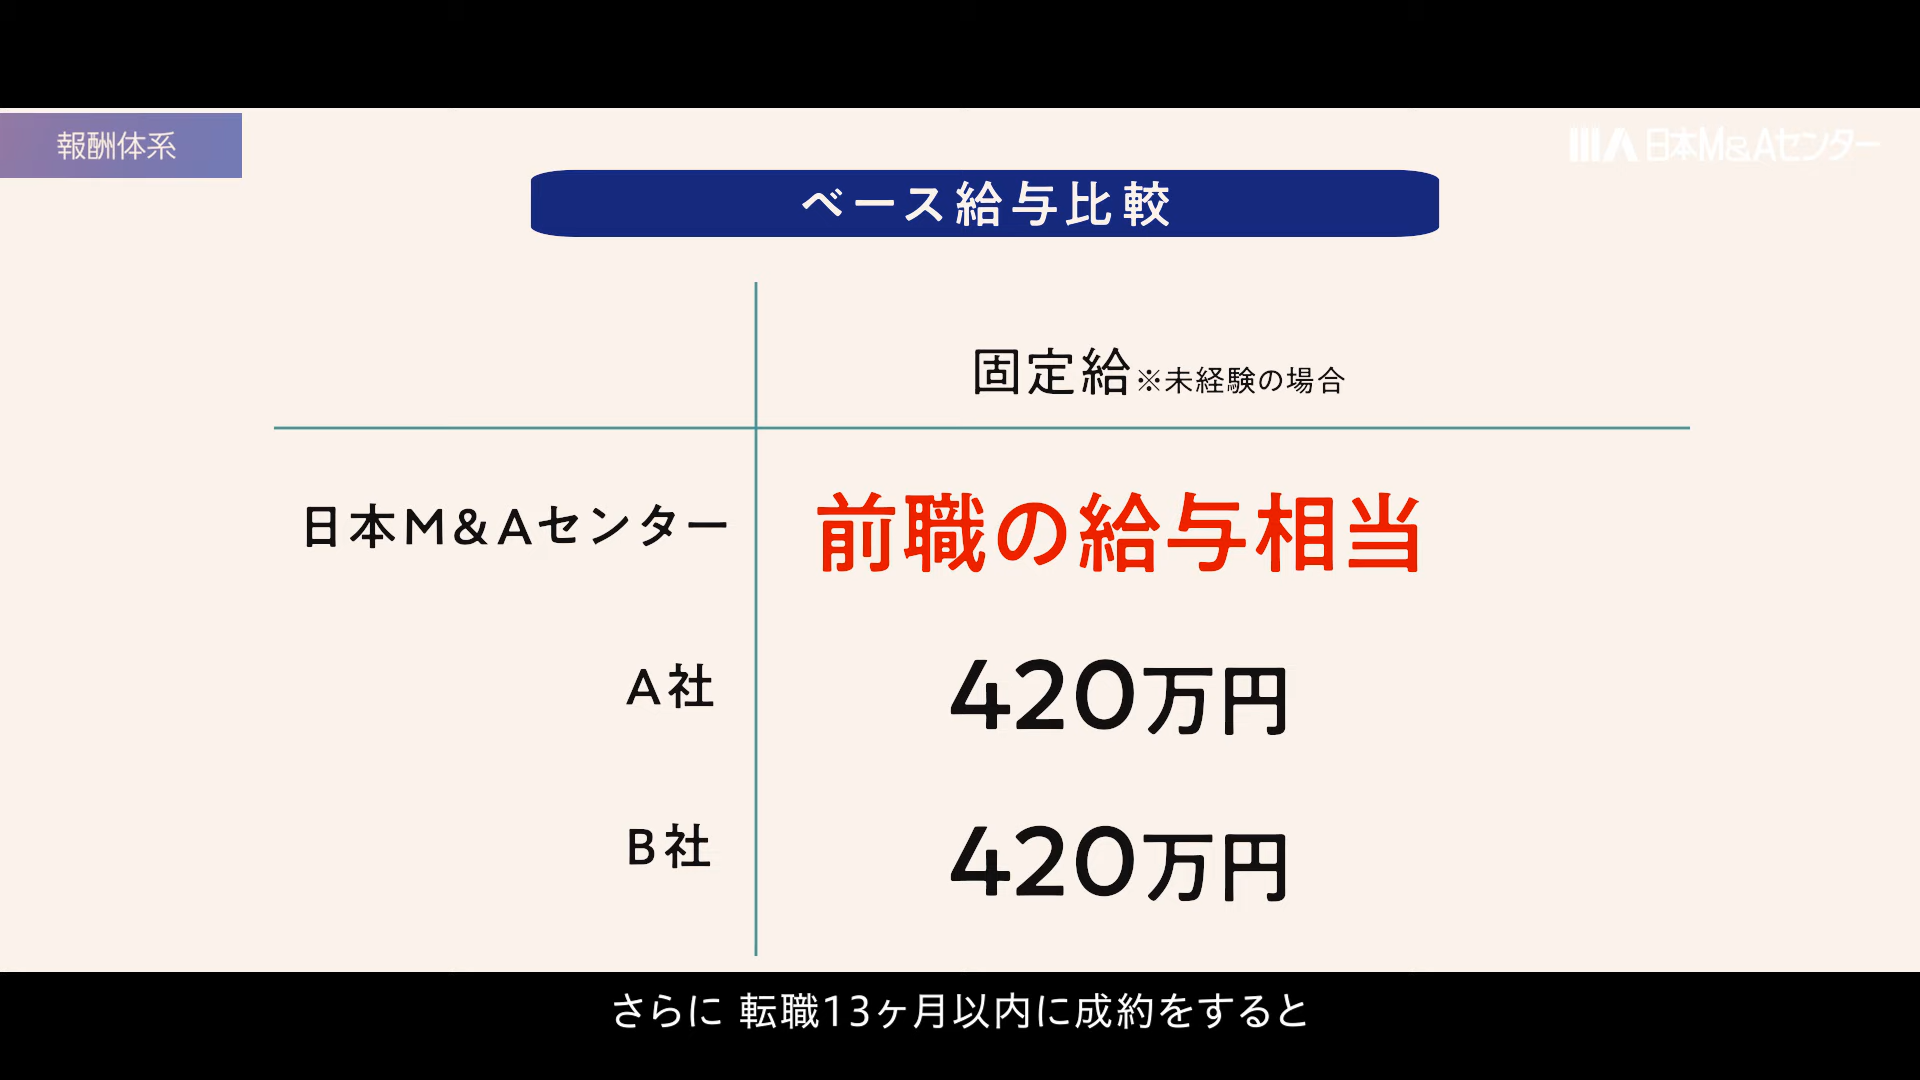 報酬体系
日本M&Aセンター
ベース給与比較
固定給※未経験の場合
日本M&Aセンター
前職の給与相当
A社
420万円
B社
420万円
さらに 転職13ヶ月以内に成約をすると